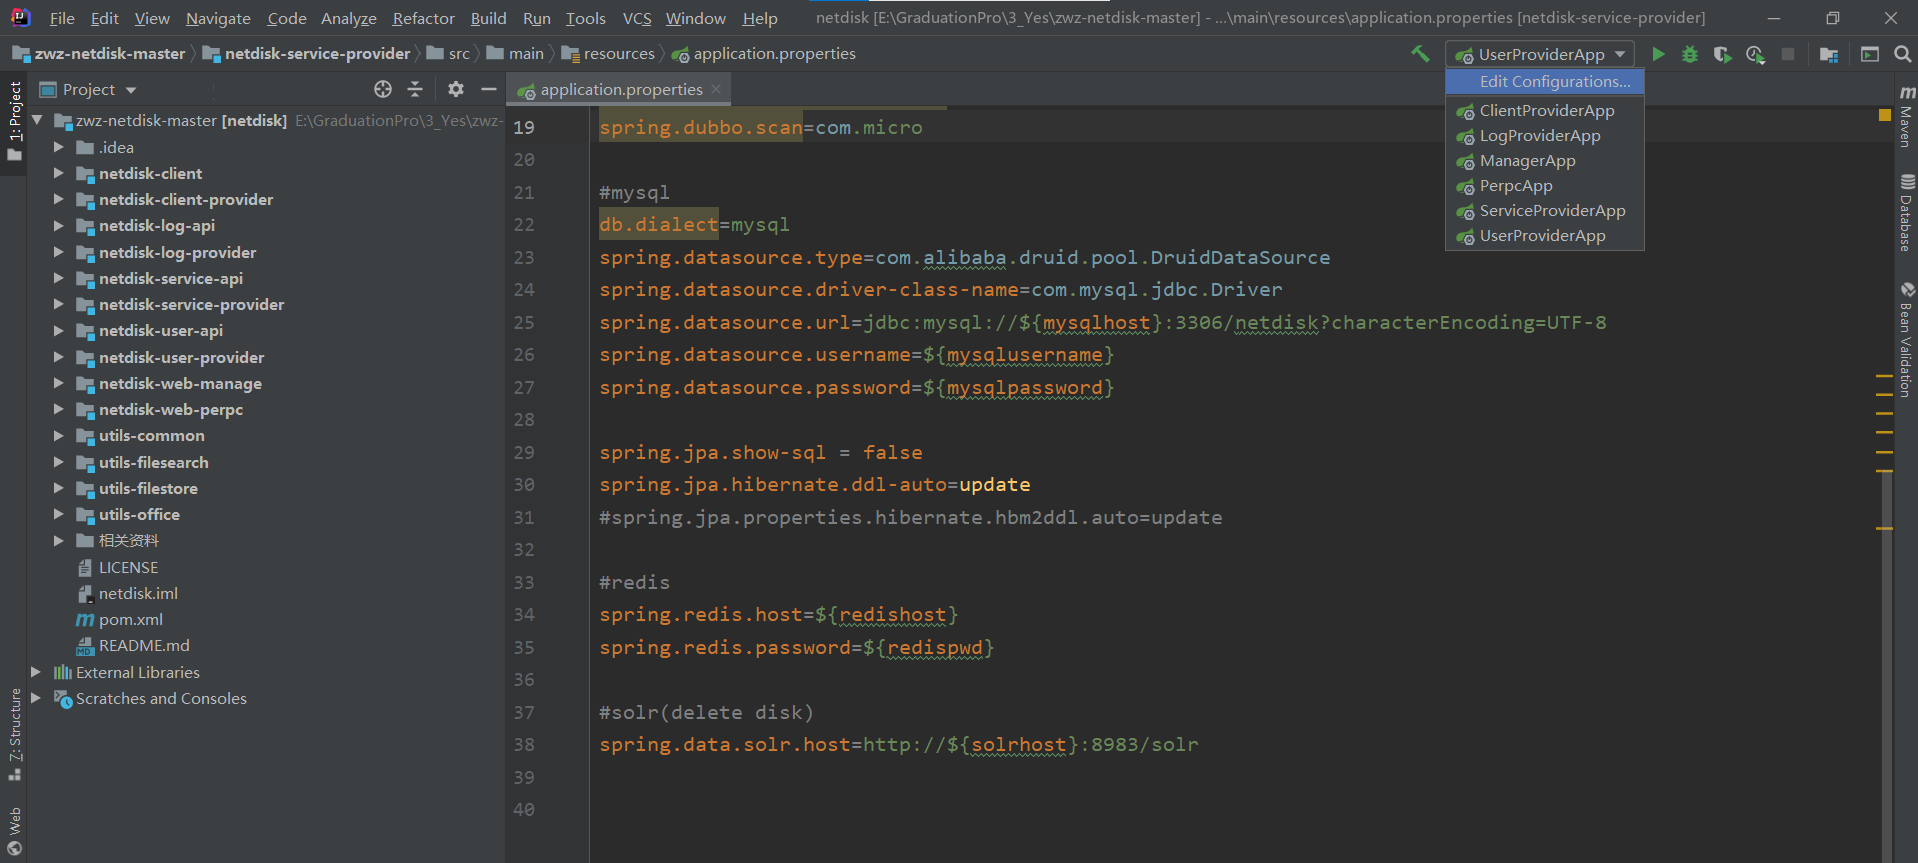 File Edit View Navigate Code Analyze Refactor Build Run Tools VCS Window Help netdisk [E:\GraduationPro\3_Yes\zwz-netdisk-master] - ...\main\resources\application.properties [netdisk-service-provider]
zwz-netdisk-master netdisk-service-provider src main resources application.properties UserProviderApp
Edit Configurations...
ClientProviderApp
LogProviderApp
ManagerApp
PerpcApp
ServiceProviderApp
UserProviderApp
1: Project
Z: Structure
Web
Project
zwz-netdisk-master [netdisk] E:\GraduationPro\3_Yes\zwz-
.idea
netdisk-client
netdisk-client-provider
netdisk-log-api
netdisk-log-provider
netdisk-service-api
netdisk-service-provider
netdisk-user-api
netdisk-user-provider
netdisk-web-manage
netdisk-web-perpc
utils-common
utils-filesearch
utils-filestore
utils-office
相关资料
LICENSE
netdisk.iml
pom.xml
README.md
External Libraries
Scratches and Consoles
application.properties
19 spring.dubbo.scan=com.micro
20
21 #mysql
22 db.dialect=mysql
23 spring.datasource.type=com.alibaba.druid.pool.DruidDataSource
24 spring.datasource.driver-class-name=com.mysql.jdbc.Driver
25 spring.datasource.url=jdbc:mysql://${mysqlhost}:3306/netdisk?characterEncoding=UTF-8
26 spring.datasource.username=${mysqlusername}
27 spring.datasource.password=${mysqlpassword}
28
29 spring.jpa.show-sql = false
30 spring.jpa.hibernate.ddl-auto=update
31 #spring.jpa.properties.hibernate.hbm2ddl.auto=update
32
33 #redis
34 spring.redis.host=${redishost}
35 spring.redis.password=${redispwd}
36
37 #solr(delete disk)
38 spring.data.solr.host=http://${solrhost}:8983/solr
39
40
Maven
Database
Bean Validation